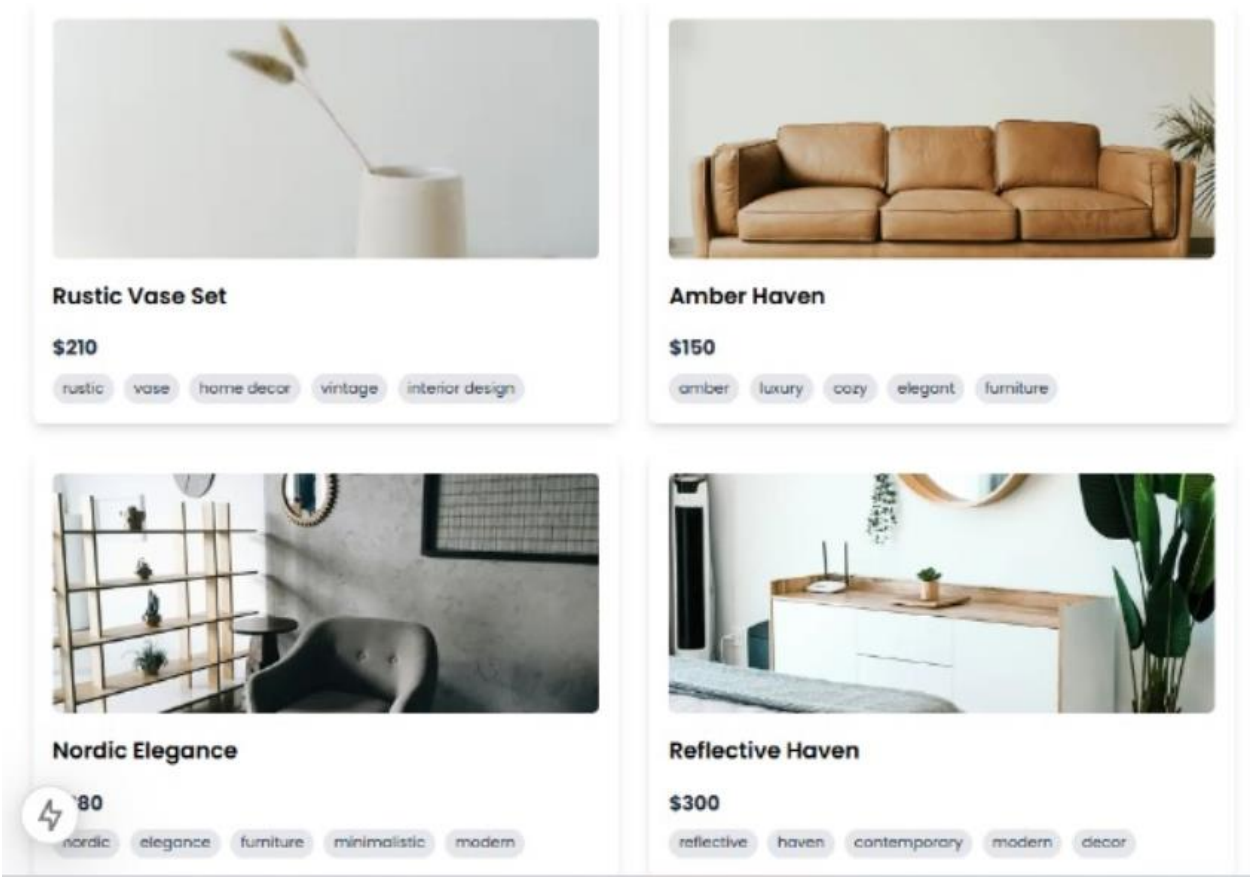 Rustic Vase Set
$210
rustic vase home decor vintage interior design
Amber Haven
$150
amber luxury cozy elegant furniture
Nordic Elegance
80
nordic elegance furniture minimalistic modern
Reflective Haven
$300
reflective haven contemporary modern decor